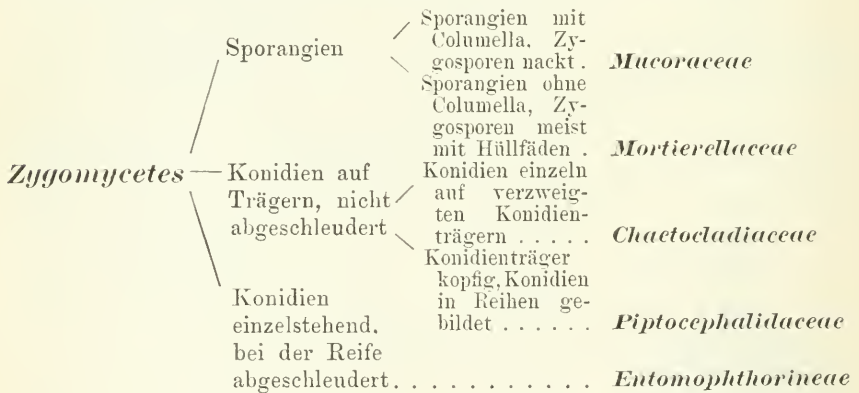 Sporangien
Sporangien mit
Columella, Zy-
gosporen nackt . Mucoraceae
Sporangien ohne
Columella, Zy-
gosporen meist
mit Hüllfäden . Mortierellaceae
Zygomycetes
Konidien auf
Trägern, nicht
abgeschleudert
Konidien einzeln
auf verzweig-
ten Konidien-
trägern . . . . . Chaetocladiaceae
Konidienträger
kopfig, Konidien
in Reihen ge-
bildet . . . . . . Piptocephalidaceae
Konidien
einzelstehend,
bei der Reife
abgeschleudert. . . . . . . . . . . . Entomophthorineae